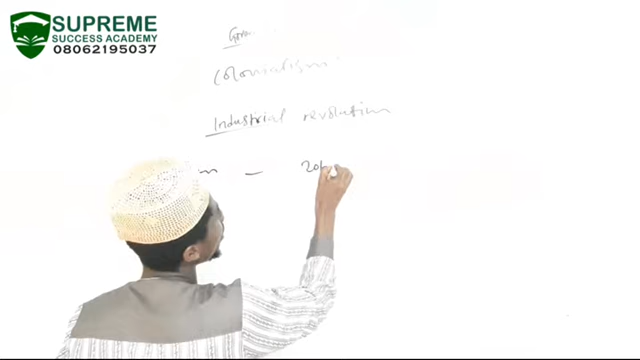 SUPREME
SUCCESS ACADEMY
08062195037
Colonialism
Industrial revolution